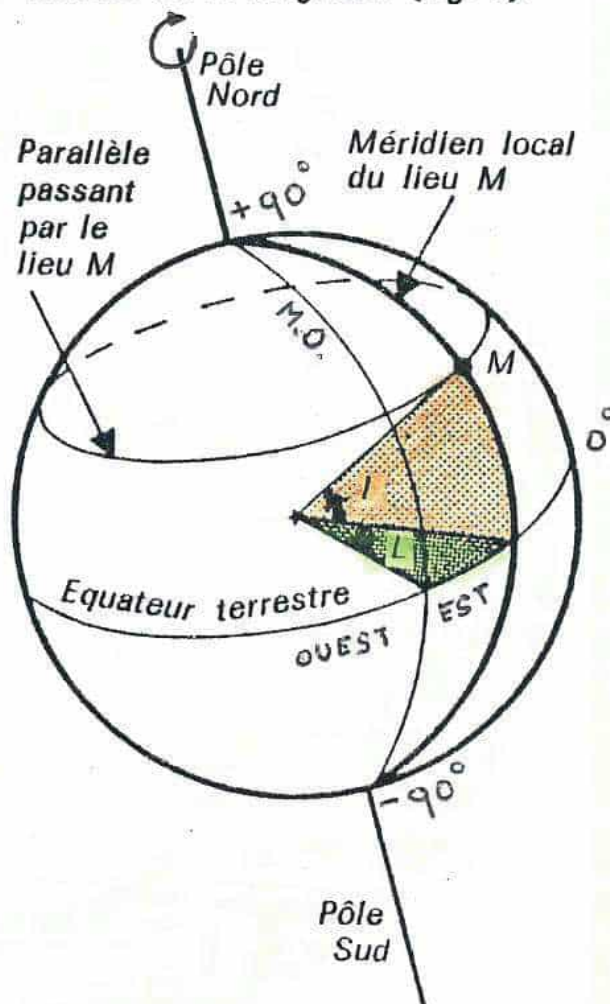 Pôle
Nord
Méridien local
du lieu M
Parallèle
passant
par le
lieu M
+90°
M.O.
M
0°
l
L
Equateur terrestre
EST
OUEST
-90°
Pôle
Sud